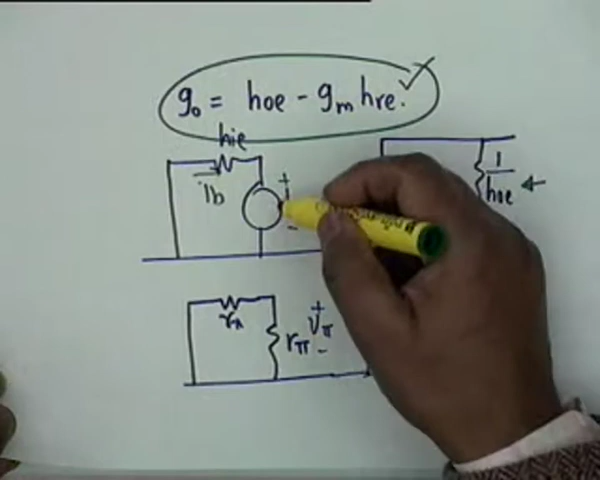 g₀ = hoe - gₘ hre. ✓
hie
+
ib
-
1/hoe
rₓ
rπ
+
Vπ
-